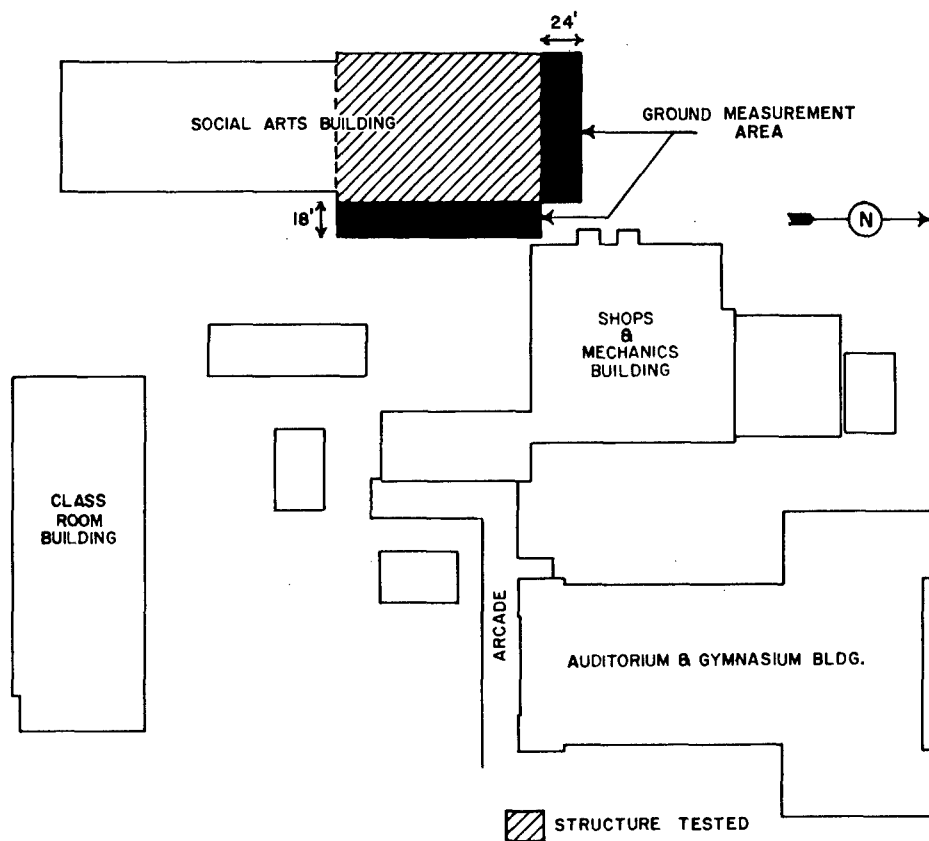 24'
SOCIAL ARTS BUILDING
GROUND MEASUREMENT
AREA
18'
N
SHOPS
&
MECHANICS
BUILDING
CLASS
ROOM
BUILDING
ARCADE
AUDITORIUM & GYMNASIUM BLDG.
STRUCTURE TESTED